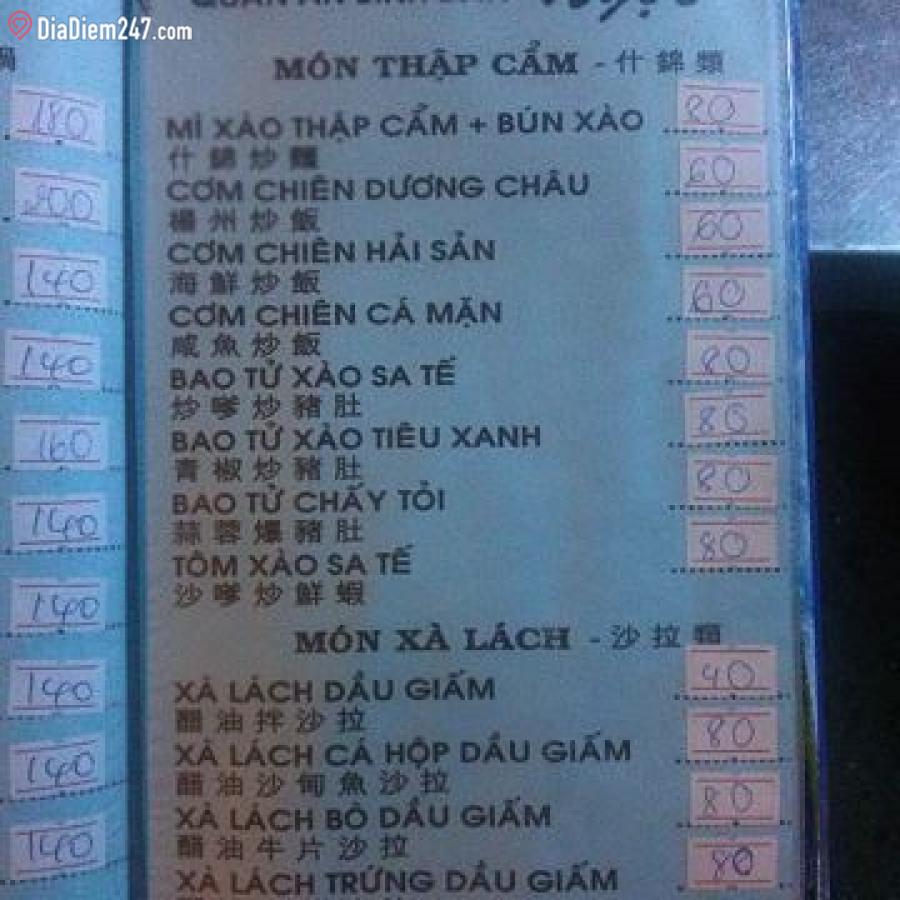 DiaDiem247.com
QUÁN ĂN BÌNH DÂN
MÓN THẬP CẨM - 什錦類
MÌ XÀO THẬP CẨM + BÚN XÀO 80
什錦炒麵
CƠM CHIÊN DƯƠNG CHÂU 60
楊州炒飯
CƠM CHIÊN HẢI SẢN 60
海鮮炒飯
CƠM CHIÊN CÁ MẶN 60
咸魚炒飯
BAO TỬ XÀO SA TẾ 80
炒嗲炒豬肚
BAO TỬ XÀO TIÊU XANH 80
青椒炒豬肚
BAO TỬ CHẤY TỎI 80
蒜蓉爆豬肚
TÔM XÀO SA TẾ 80
沙嗲炒鮮蝦
MÓN XÀ LÁCH - 沙拉類
XÀ LÁCH DẦU GIẤM 40
醋油拌沙拉
XÀ LÁCH CÁ HỘP DẦU GIẤM 80
醋油沙甸魚沙拉
XÀ LÁCH BÒ DẦU GIẤM 80
醋油牛片沙拉
XÀ LÁCH TRỨNG DẦU GIẤM 80
180
200
140
140
160
140
140
140
140
140